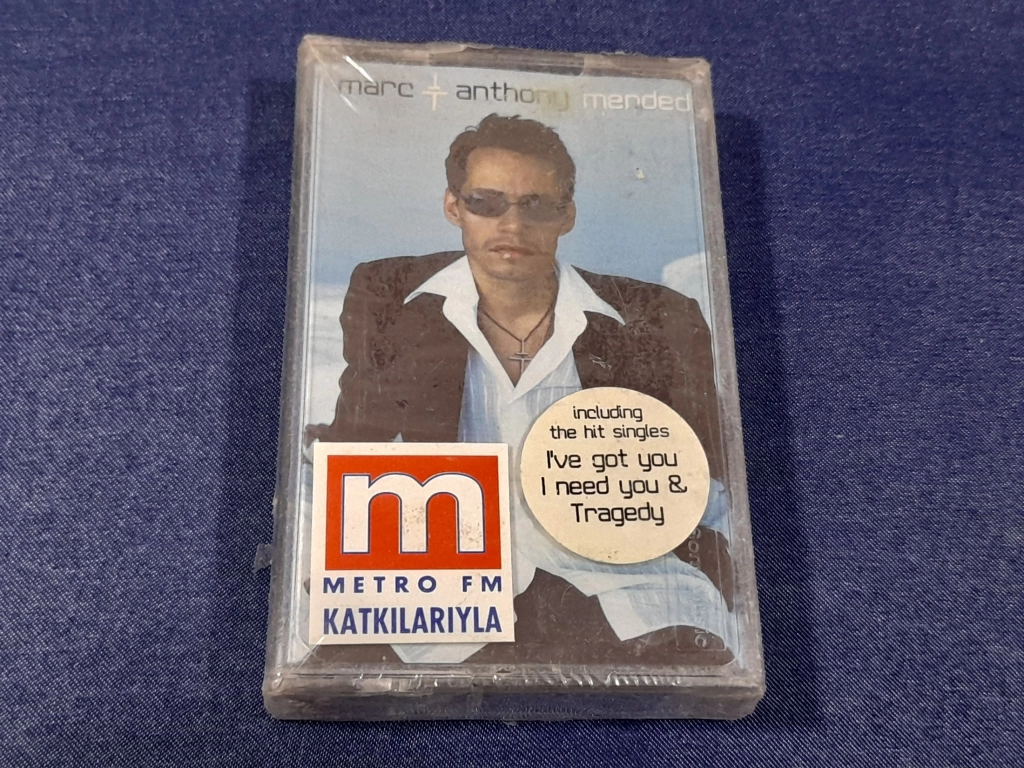 marc anthony mended
including
the hit singles
I've got you
I need you &
Tragedy
m
METRO FM
KATKILARIYLA